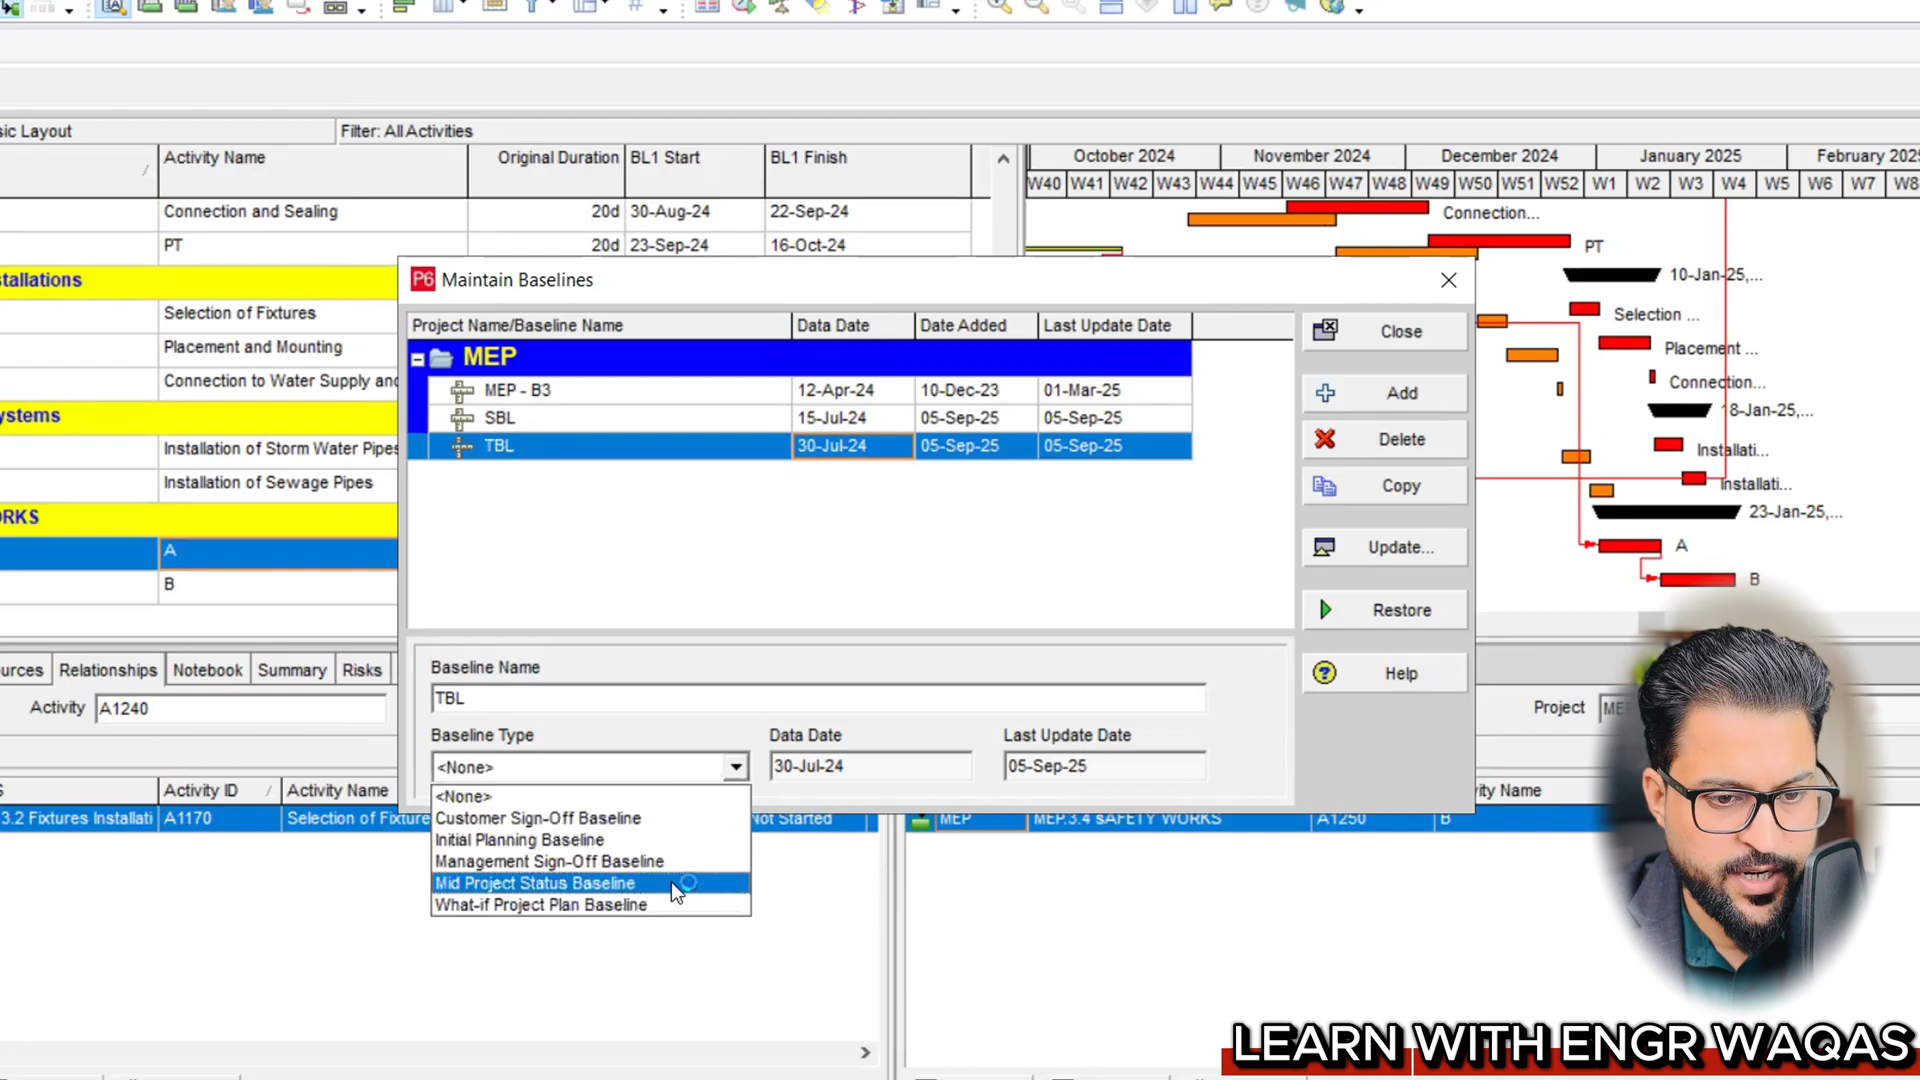 sic Layout
Filter: All Activities
Activity Name
Original Duration
BL1 Start
BL1 Finish
October 2024
November 2024
December 2024
January 2025
February 202
W40 W41 W42 W43 W44 W45 W46 W47 W48 W49 W50 W51 W52 W1 W2 W3 W4 W5 W6 W7 W8
Connection and Sealing 20d 30-Aug-24 22-Sep-24
Connection...
PT 20d 23-Sep-24 16-Oct-24
PT
stallations
10-Jan-25,...
Selection of Fixtures
Selection ...
Placement and Mounting
Placement ...
Connection to Water Supply and
Connection...
ystems
18-Jan-25,...
Installation of Storm Water Pipes
Installati...
Installation of Sewage Pipes
Installati...
ORKS
23-Jan-25,...
A
A
B
B
P6 Maintain Baselines
Project Name/Baseline Name Data Date Date Added Last Update Date
MEP
MEP - B3 12-Apr-24 10-Dec-23 01-Mar-25
SBL 15-Jul-24 05-Sep-25 05-Sep-25
TBL 30-Jul-24 05-Sep-25 05-Sep-25
Close
Add
Delete
Copy
Update...
Restore
Help
Baseline Name
TBL
Baseline Type
Data Date
Last Update Date
<None>
30-Jul-24
05-Sep-25
<None>
Customer Sign-Off Baseline
Initial Planning Baseline
Management Sign-Off Baseline
Mid Project Status Baseline
What-if Project Plan Baseline
ources Relationships Notebook Summary Risks
Activity A1240
Project
S Activity ID Activity Name
3.2 Fixtures Installati A1170 Selection of Fixture Not Started
ity Name
MEP MEP.3.4 sAFETY WORKS A1250 B
LEARN WITH ENGR WAQAS